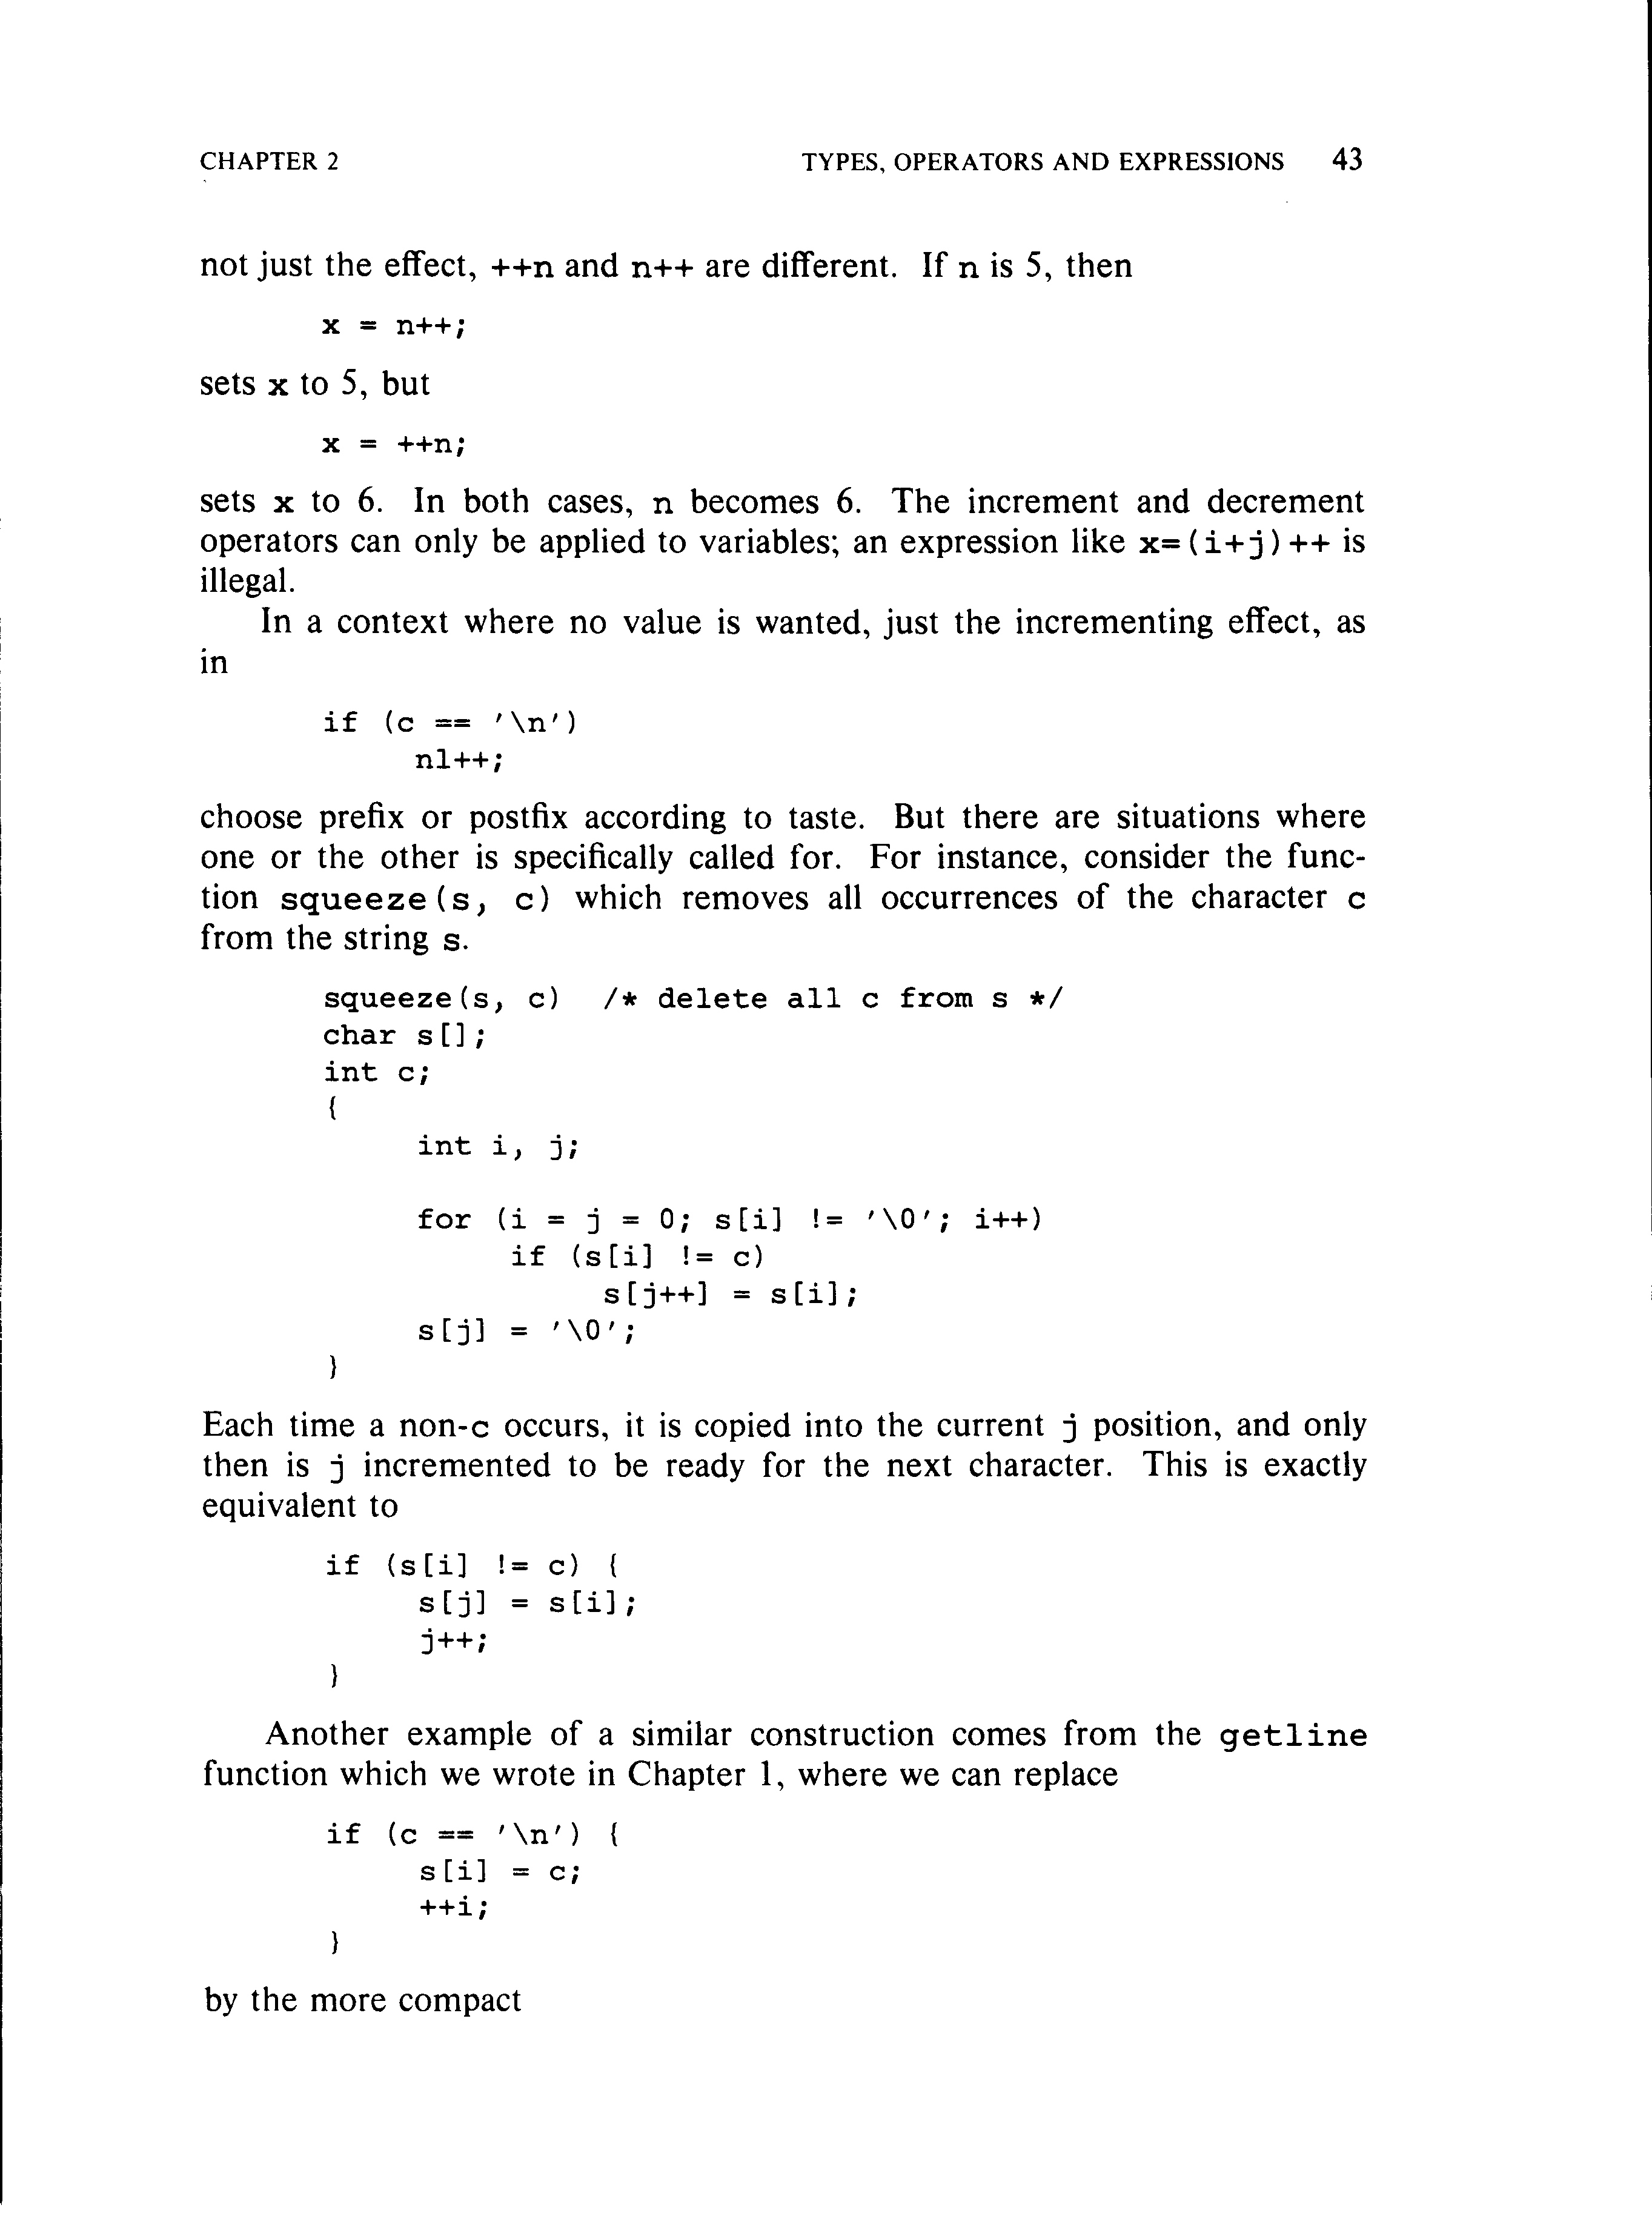 CHAPTER 2 TYPES, OPERATORS AND EXPRESSIONS 43
not just the effect, ++n and n++ are different. If n is 5, then
x = n++;
sets x to 5, but
x = ++n;
sets x to 6. In both cases, n becomes 6. The increment and decrement
operators can only be applied to variables; an expression like x=(i+j)++ is
illegal.
In a context where no value is wanted, just the incrementing effect, as
in
if (c == '\n')
nl++;
choose prefix or postfix according to taste. But there are situations where
one or the other is specifically called for. For instance, consider the func-
tion squeeze(s, c) which removes all occurrences of the character c
from the string s.
squeeze(s, c) /* delete all c from s */
char s[];
int c;
{
int i, j;
for (i = j = 0; s[i] != '\0'; i++)
if (s[i] != c)
s[j++] = s[i];
s[j] = '\0';
}
Each time a non-c occurs, it is copied into the current j position, and only
then is j incremented to be ready for the next character. This is exactly
equivalent to
if (s[i] != c) {
s[j] = s[i];
j++;
}
Another example of a similar construction comes from the getline
function which we wrote in Chapter 1, where we can replace
if (c == '\n') {
s[i] = c;
++i;
}
by the more compact